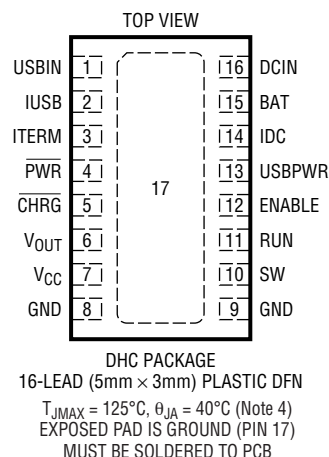 TOP VIEW
USBIN 1 16 DCIN
IUSB 2 15 BAT
ITERM 3 14 IDC
PWR 4 13 USBPWR
17
CHRG 5 12 ENABLE
VOUT 6 11 RUN
VCC 7 10 SW
GND 8 9 GND
DHC PACKAGE
16-LEAD (5mm × 3mm) PLASTIC DFN
TJMAX = 125°C, θJA = 40°C (Note 4)
EXPOSED PAD IS GROUND (PIN 17)
MUST BE SOLDERED TO PCB